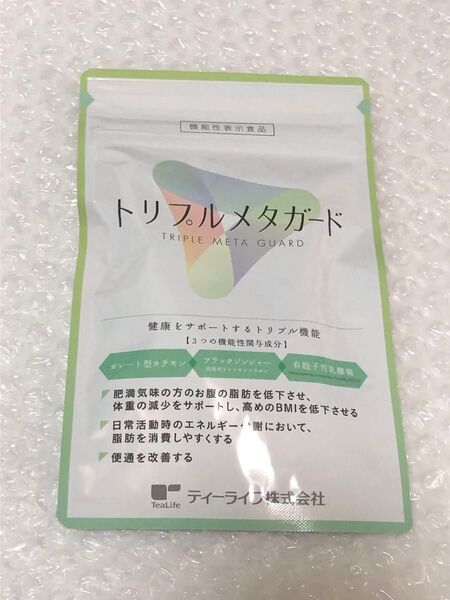 機能性表示食品
トリプルメタガード
TRIPLE META GUARD
健康をサポートするトリプル機能
【3つの機能性関与成分】
ガレート型カテキン
ブラックジンジャー
有胞子性乳酸菌
肥満気味の方のお腹の脂肪を低下させ、
体重の減少をサポートし、高めのBMIを低下させる
日常活動時のエネルギー代謝において、
脂肪を消費しやすくする
便通を改善する
TeaLife
ティーライフ株式会社